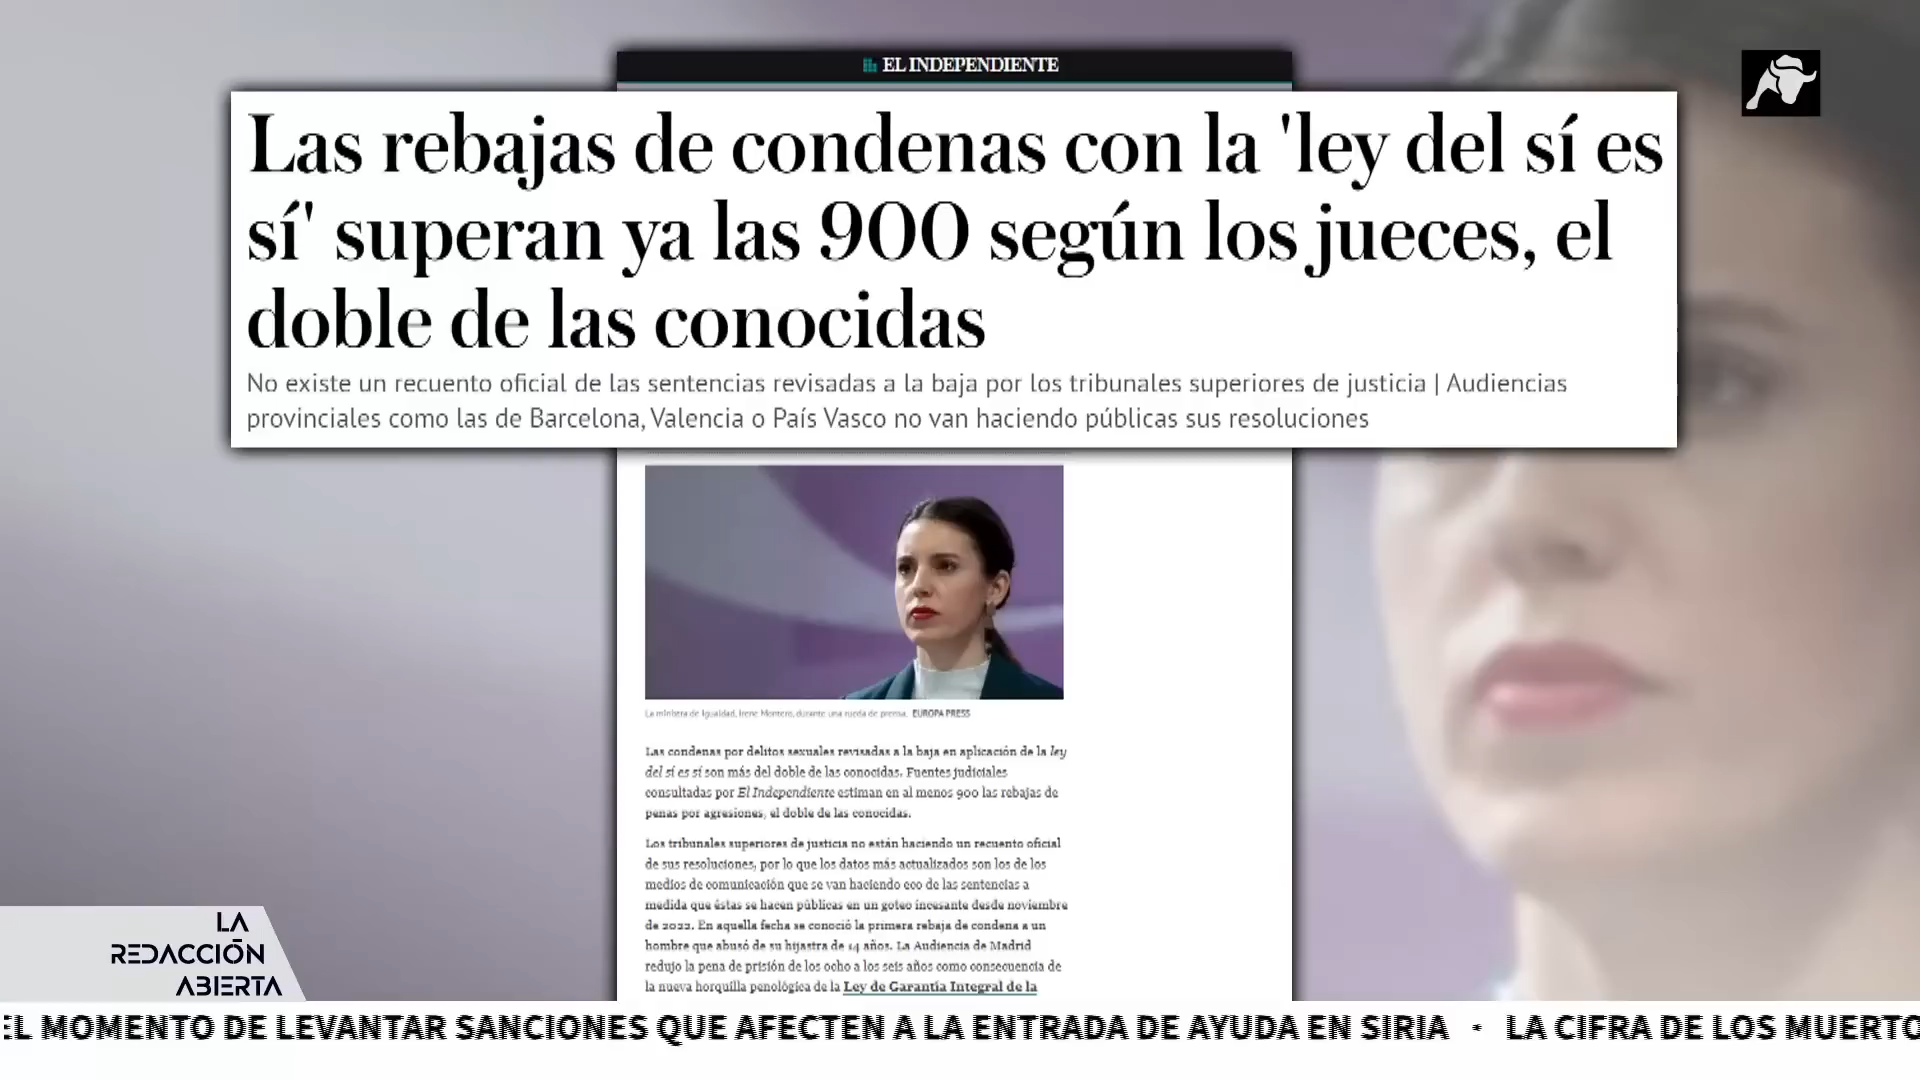 EL INDEPENDIENTE
Las rebajas de condenas con la 'ley del sí es
sí' superan ya las 900 según los jueces, el
doble de las conocidas
No existe un recuento oficial de las sentencias revisadas a la baja por los tribunales superiores de justicia | Audiencias
provinciales como las de Barcelona, Valencia o País Vasco no van haciendo públicas sus resoluciones
La ministra de Igualdad, Irene Montero, durante una rueda de prensa. EUROPA PRESS
Las condenas por delitos sexuales revisadas a la baja en aplicación de la ley
del sí es sí son más del doble de las conocidas. Fuentes judiciales
consultadas por El Independiente estiman en al menos 900 las rebajas de
penas por agresiones, el doble de las conocidas.
Los tribunales superiores de justicia no están haciendo un recuento oficial
de sus resoluciones, por lo que los datos más actualizados son los de los
medios de comunicación que se van haciendo eco de las sentencias a
medida que éstas se hacen públicas en un goteo incesante desde noviembre
de 2022. En aquella fecha se conoció la primera rebaja de condena a un
hombre que abusó de su hijastra de 14 años. La Audiencia de Madrid
redujo la pena de prisión de los ocho a los seis años como consecuencia de
la nueva horquilla penológica de la Ley de Garantía Integral de la
LA
REDACCIÓN
ABIERTA
EL MOMENTO DE LEVANTAR SANCIONES QUE AFECTEN A LA ENTRADA DE AYUDA EN SIRIA · LA CIFRA DE LOS MUERTO